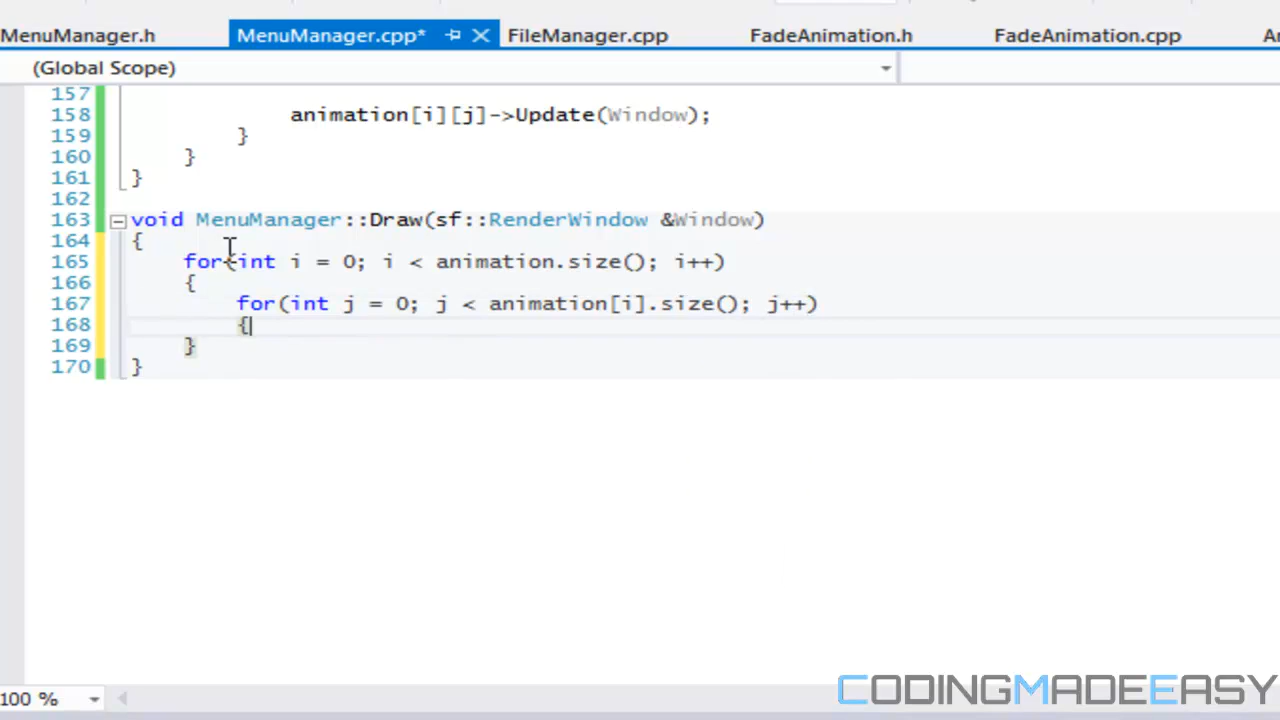 MenuManager.h MenuManager.cpp* FileManager.cpp FadeAnimation.h FadeAnimation.cpp
(Global Scope)
157
158 animation[i][j]->Update(Window);
159 }
160 }
161 }
162
163 void MenuManager::Draw(sf::RenderWindow &Window)
164 {
165 for(int i = 0; i < animation.size(); i++)
166 {
167 for(int j = 0; j < animation[i].size(); j++)
168 {
169 }
170 }
100 %
CODINGMADEEASY